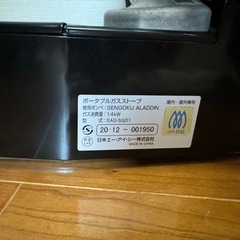 ポータブルガスストーブ
屋内・屋外兼用
使用ボンベ：SENGOKU ALADDIN
ガス消費量：1.4kW
型　式：SAG-SQ01
20·12－001950
日本エー・アイ・シー株式会社
MADE IN CHINA